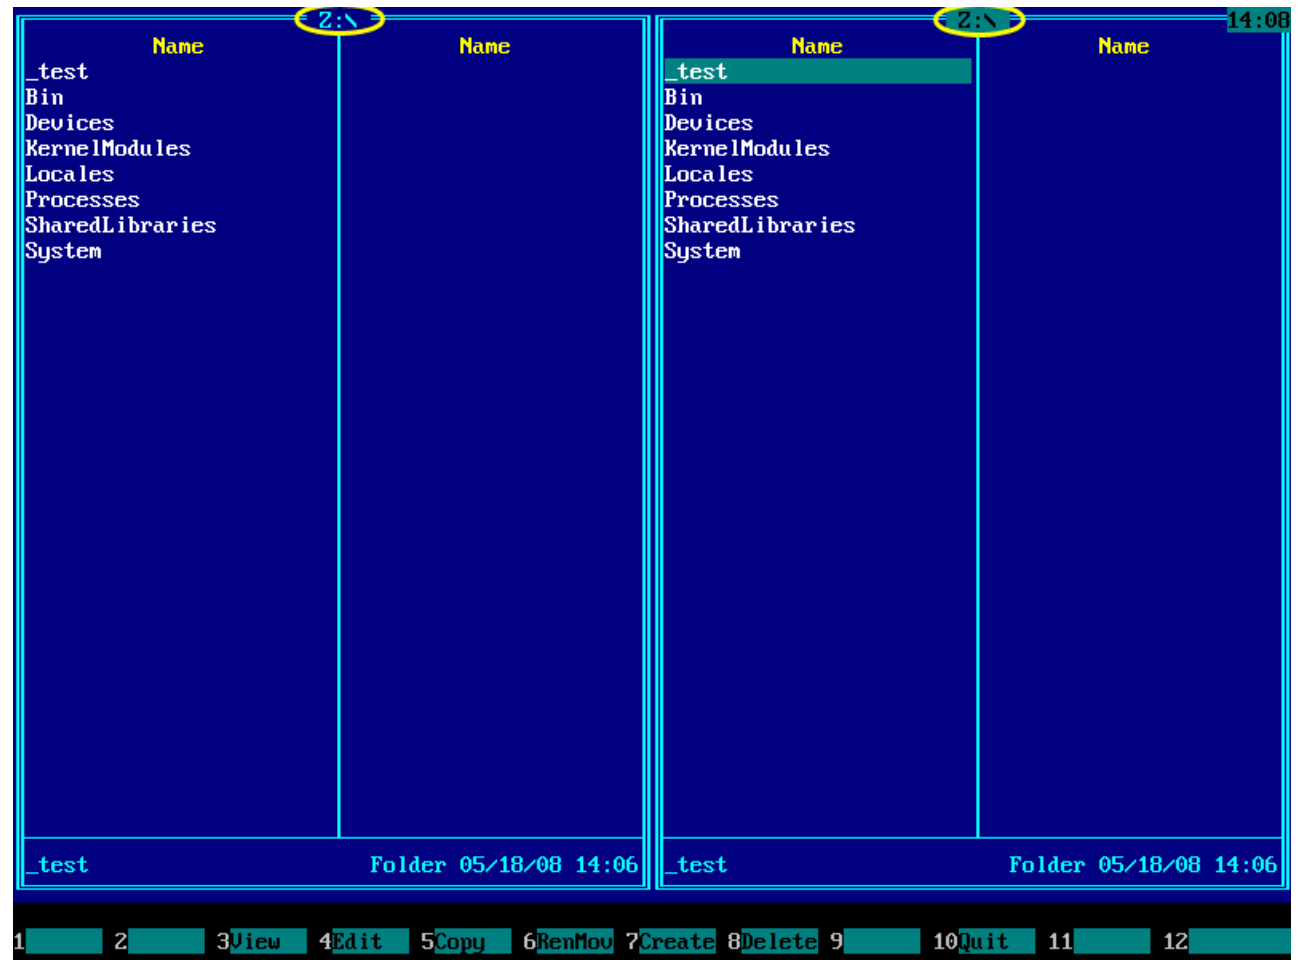 Z:\
Name Name
_test
Bin
Devices
KernelModules
Locales
Processes
SharedLibraries
System
_test Folder 05/18/08 14:06
Z:\ 14:08
Name Name
_test
Bin
Devices
KernelModules
Locales
Processes
SharedLibraries
System
_test Folder 05/18/08 14:06
1 2 3View 4Edit 5Copy 6RenMov 7Create 8Delete 9 10Quit 11 12